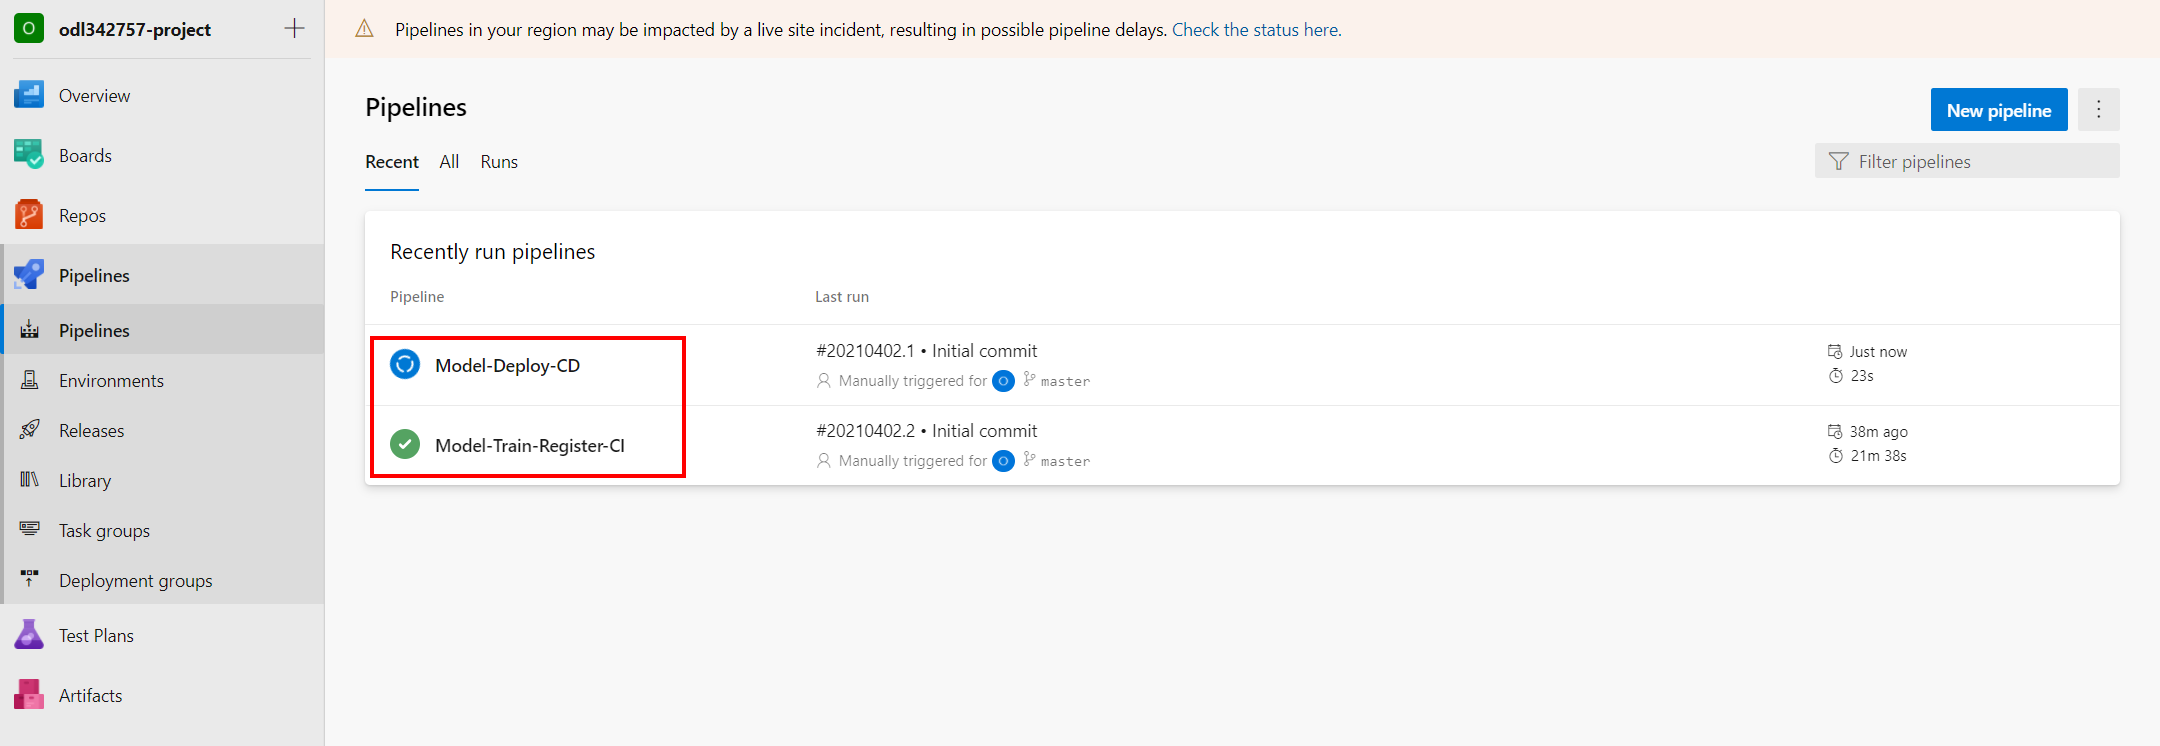 O odl342757-project
Overview
Boards
Repos
Pipelines
Pipelines
Environments
Releases
Library
Task groups
Deployment groups
Test Plans
Artifacts
Pipelines in your region may be impacted by a live site incident, resulting in possible pipeline delays. Check the status here.
Pipelines
New pipeline
Recent All Runs
Filter pipelines
Recently run pipelines
Pipeline Last run
Model-Deploy-CD
#20210402.1 • Initial commit
Manually triggered for O master
Just now
23s
Model-Train-Register-CI
#20210402.2 • Initial commit
Manually triggered for O master
38m ago
21m 38s